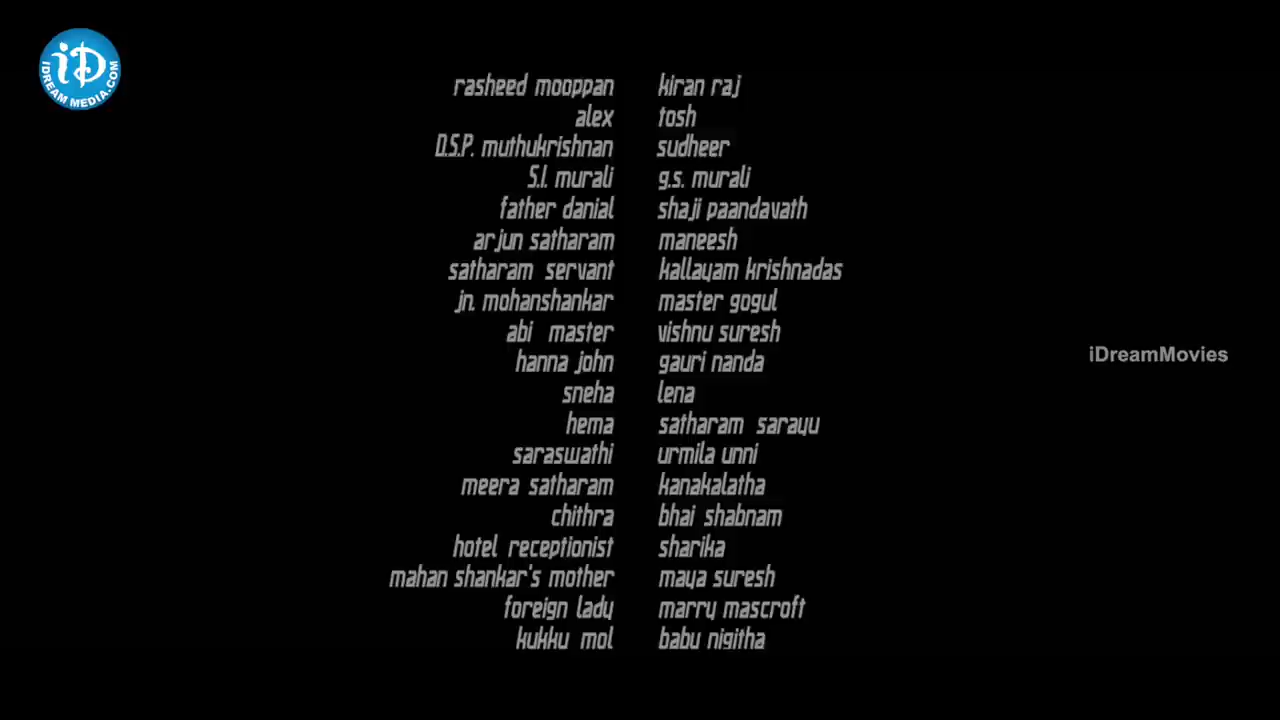 iD
IDREAM MEDIA.COM
rasheed mooppan kiran raj
alex tosh
D.S.P. muthukrishnan sudheer
S.I. murali g.s. murali
father danial shaji paandavath
arjun satharam maneesh
satharam servant kallayam krishnadas
jn. mohanshankar master gogul
abi master vishnu suresh
hanna john gauri nanda
sneha lena
hema satharam sarayu
saraswathi urmila unni
meera satharam kanakalatha
chithra bhai shabnam
hotel receptionist sharika
mahan shankar's mother maya suresh
foreign lady marry mascroft
kukku mol babu nigitha
iDreamMovies